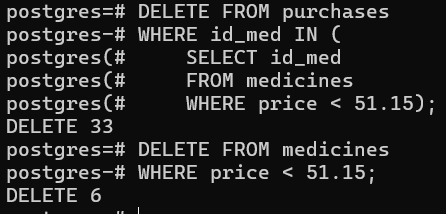 postgres=# DELETE FROM purchases
postgres-# WHERE id_med IN (
postgres(#     SELECT id_med
postgres(#     FROM medicines
postgres(#     WHERE price < 51.15);
DELETE 33
postgres=# DELETE FROM medicines
postgres-# WHERE price < 51.15;
DELETE 6
postgres=#